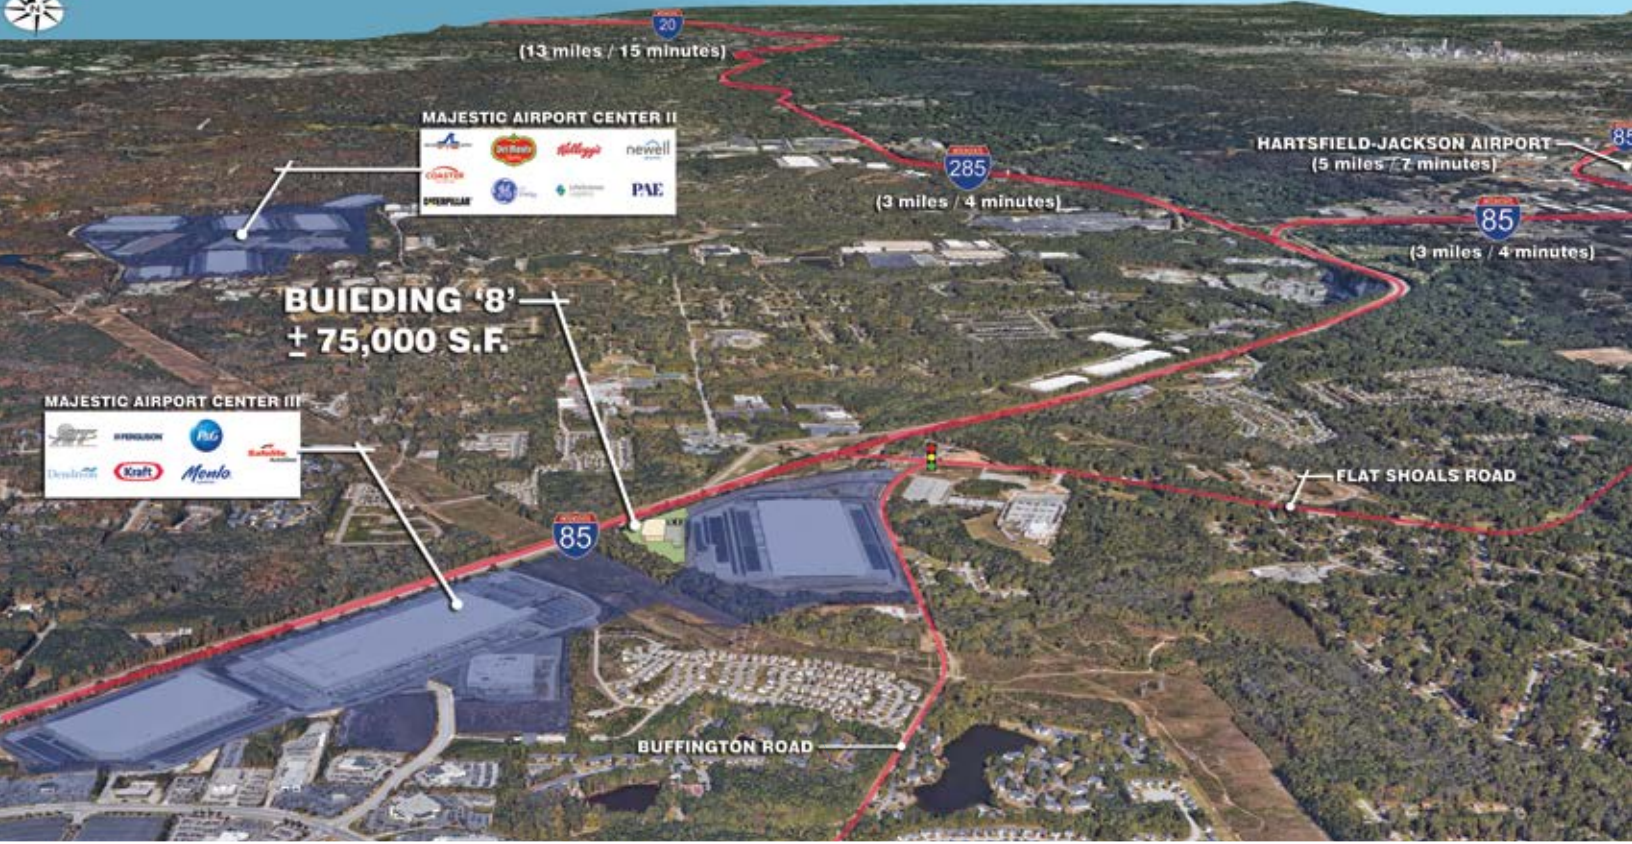 N
20
(13 miles / 15 minutes)
MAJESTIC AIRPORT CENTER II
Del Monte
Kellogg's
newell
COASTER
GE
CATERPILLAR
PAE
285
(3 miles / 4 minutes)
HARTSFIELD-JACKSON AIRPORT
(5 miles / 7 minutes)
85
85
(3 miles / 4 minutes)
BUILDING ‘8’
± 75,000 S.F.
MAJESTIC AIRPORT CENTER III
FERGUSON
P&G
Satellite
Dendreon
Kraft
Menlo
85
FLAT SHOALS ROAD
BUFFINGTON ROAD